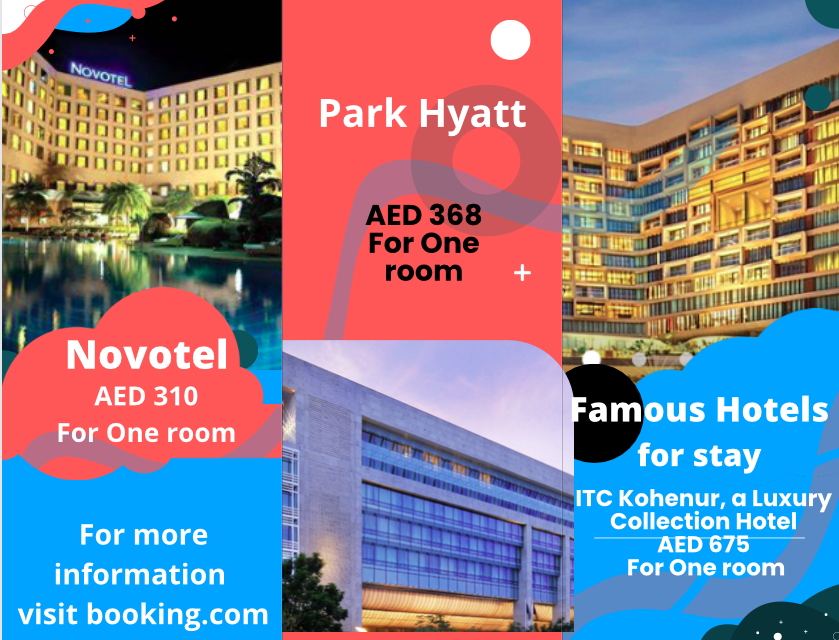 NOVOTEL
Novotel
AED 310
For One room
For more
information
visit booking.com
Park Hyatt
AED 368
For One
room
Famous Hotels
for stay
ITC Kohenur, a Luxury
Collection Hotel
AED 675
For One room